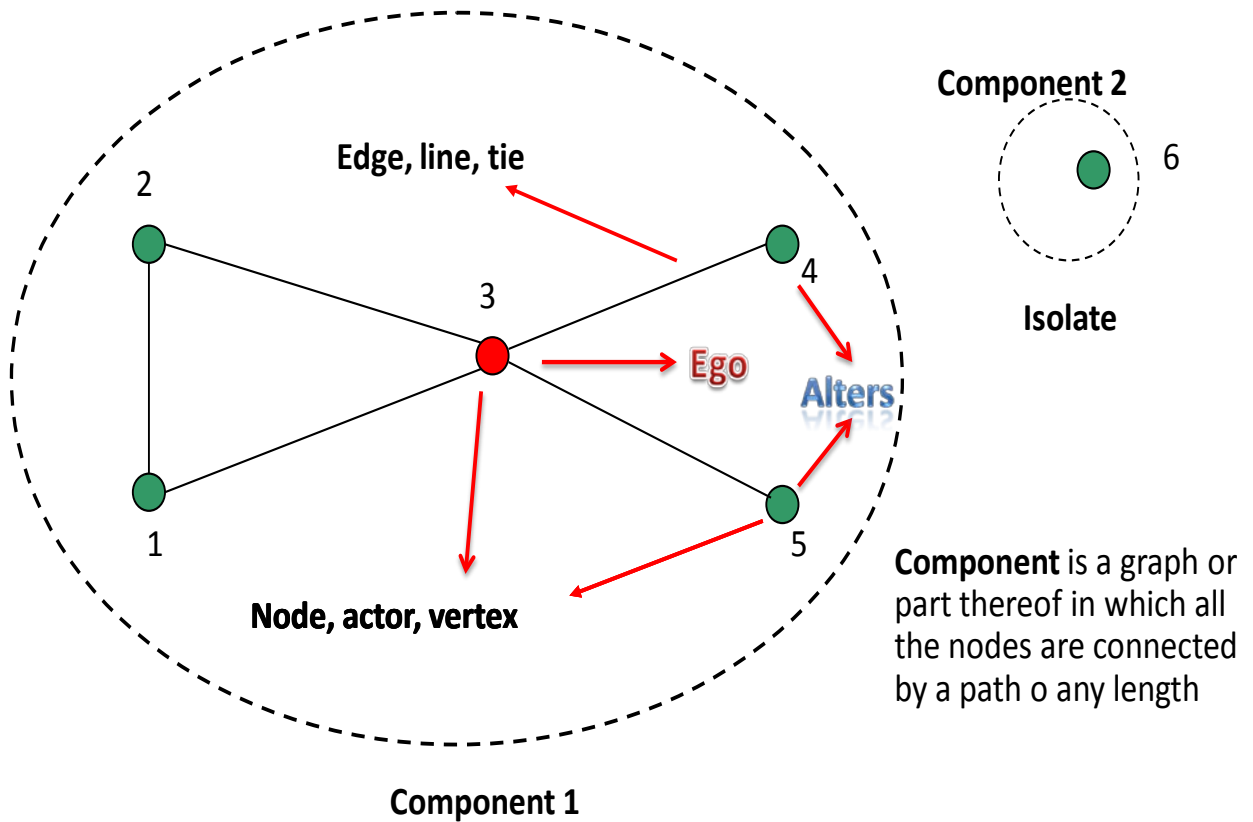 Component 2
Edge, line, tie
6
2
4
3
Isolate
Ego
Alters
1
5
Component is a graph or
part thereof in which all
the nodes are connected
by a path o any length
Node, actor, vertex
Component 1